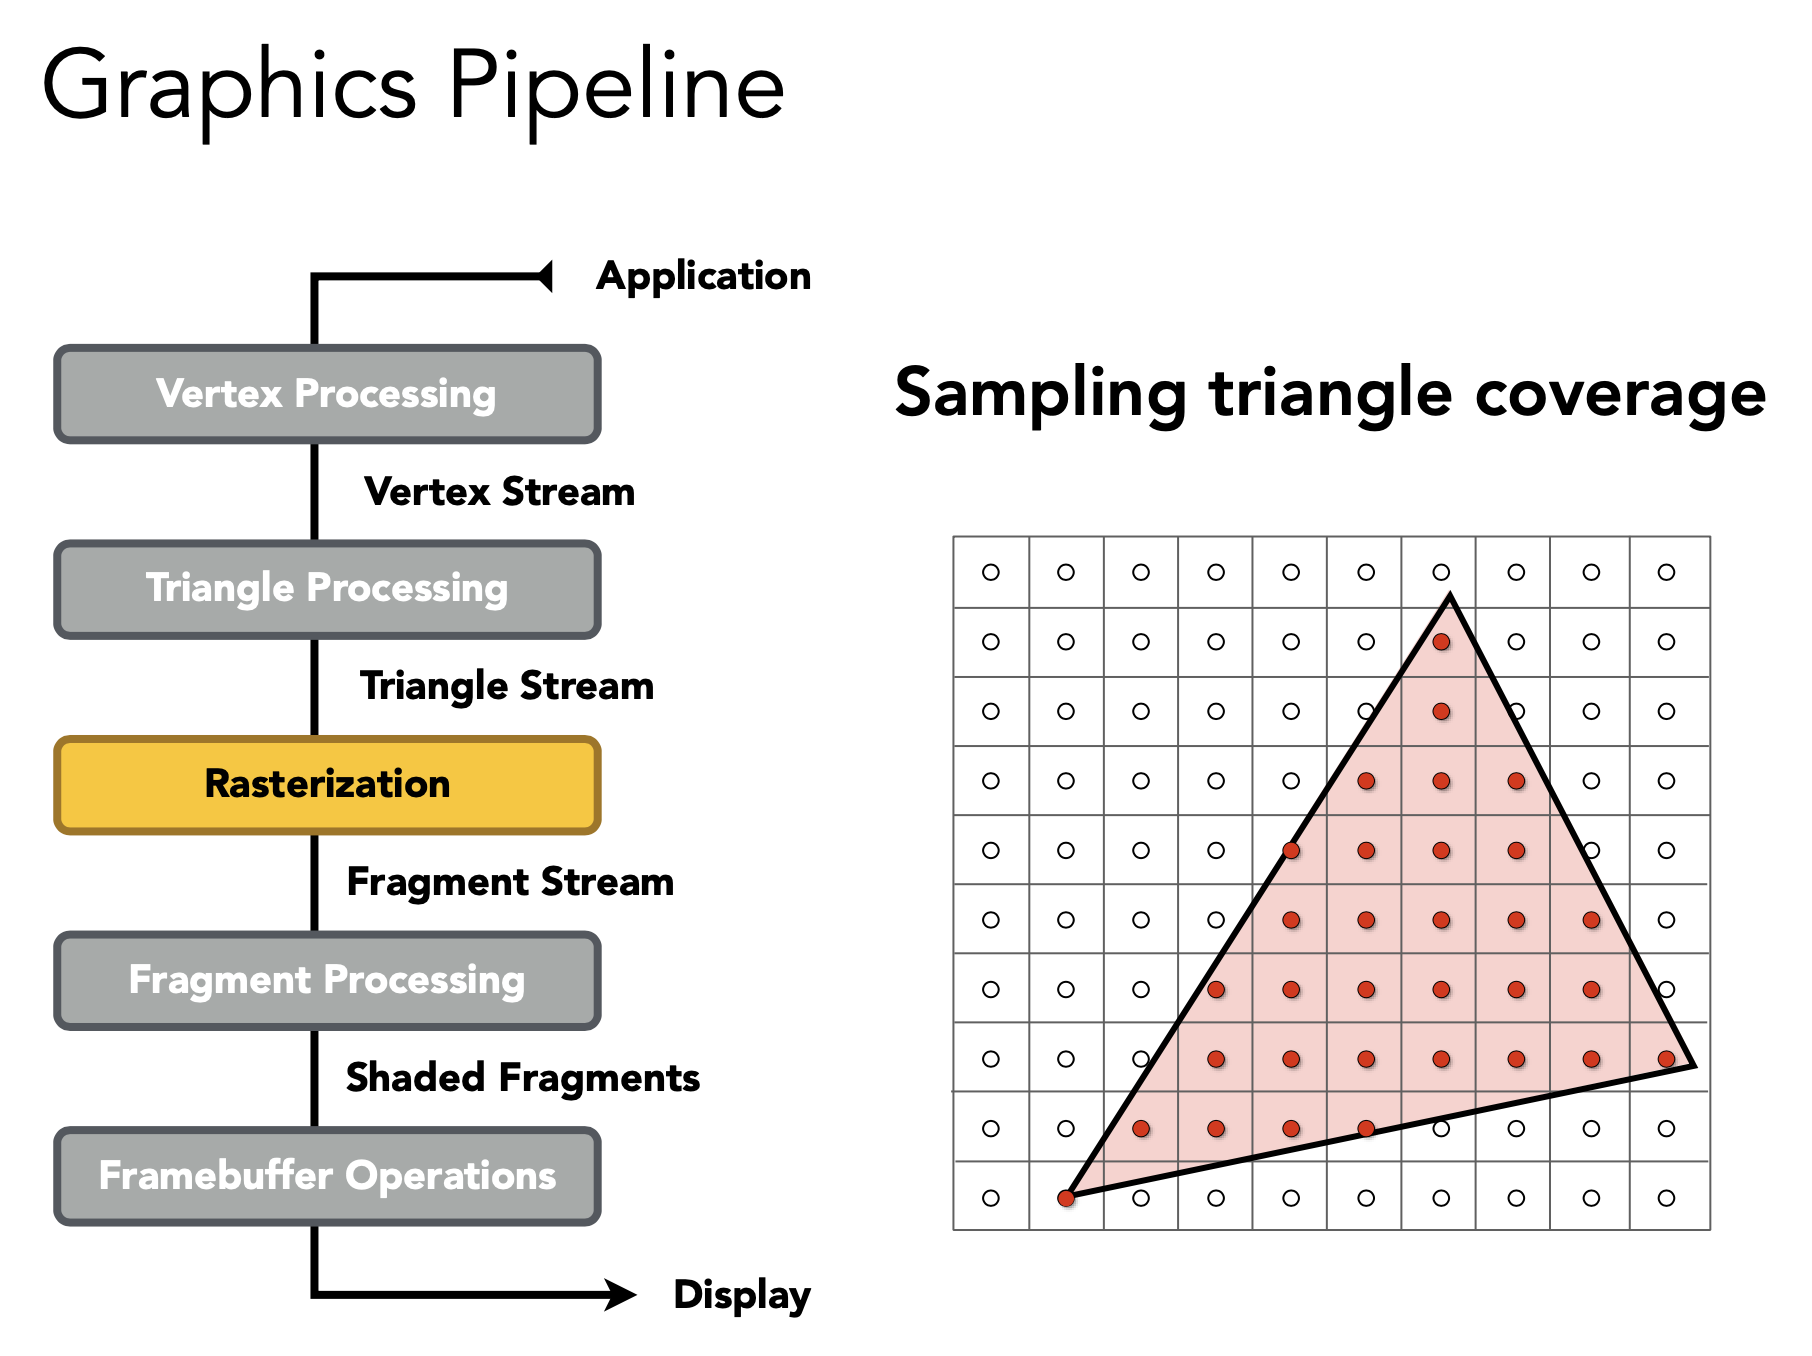 Graphics Pipeline
Application
Vertex Processing
Vertex Stream
Triangle Processing
Triangle Stream
Rasterization
Fragment Stream
Fragment Processing
Shaded Fragments
Framebuffer Operations
Display
Sampling triangle coverage